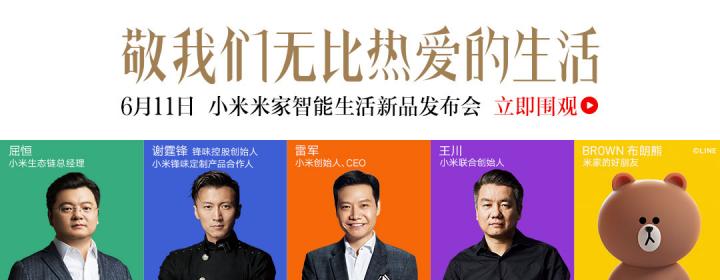 敬我们无比热爱的生活
6月11日 小米米家智能生活新品发布会 立即围观
屈恒
小米生态链总经理
谢霆锋 锋味控股创始人
小米锋味定制产品合作人
雷军
小米创始人、CEO
王川
小米联合创始人
BROWN 布朗熊 ©LINE
米家的好朋友